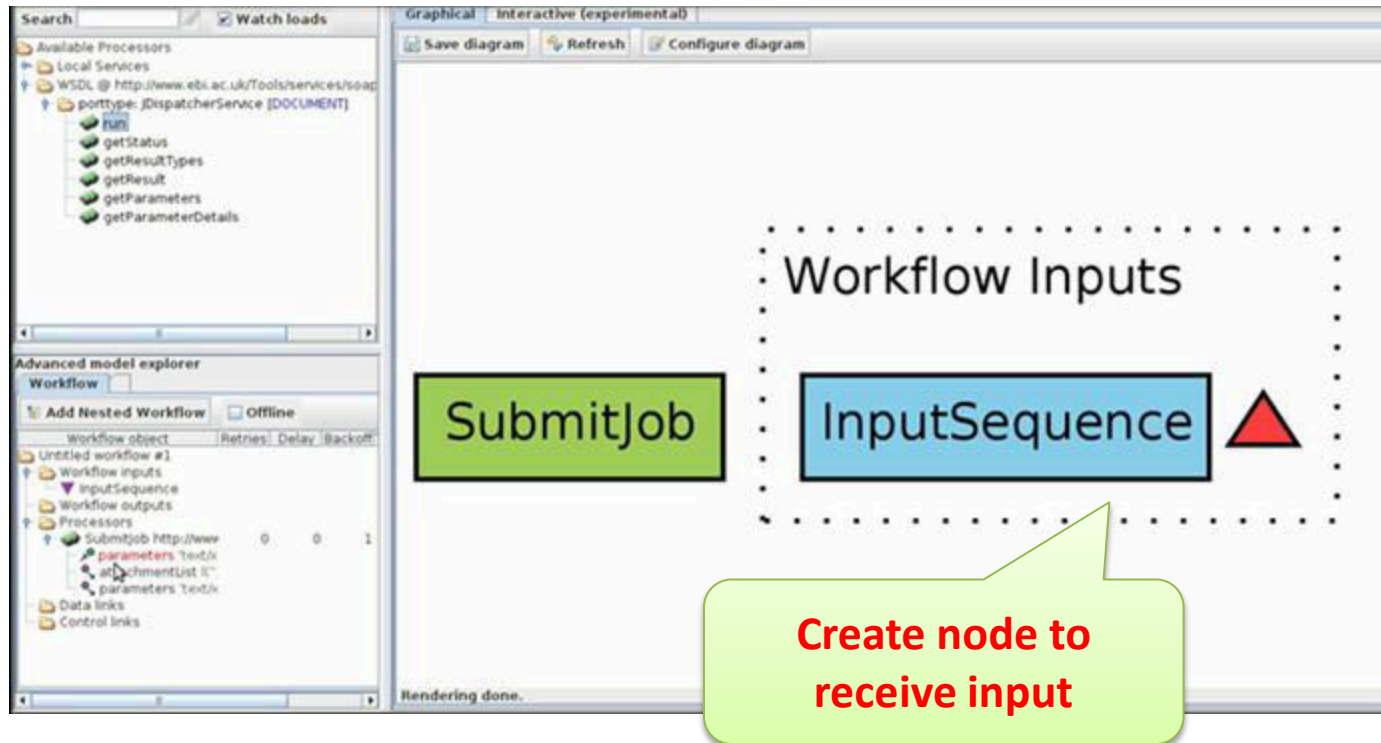 Search Watch loads
Available Processors
Local Services
WSDL @ http://www.ebi.ac.uk/Tools/services/soap
porttype: JDispatcherService [DOCUMENT]
run
getStatus
getResultTypes
getResult
getParameters
getParameterDetails
Advanced model explorer
Workflow
Add Nested Workflow Offline
Workflow object Retries Delay Backoff
Untitled workflow #1
Workflow inputs
InputSequence
Workflow outputs
Processors
SubmitJob http://www 0 0 1
parameters 'text/x
attachmentList l('
parameters 'text/x
Data links
Control links
Graphical Interactive (experimental)
Save diagram Refresh Configure diagram
Workflow Inputs
SubmitJob InputSequence
Create node to
receive input
Rendering done.